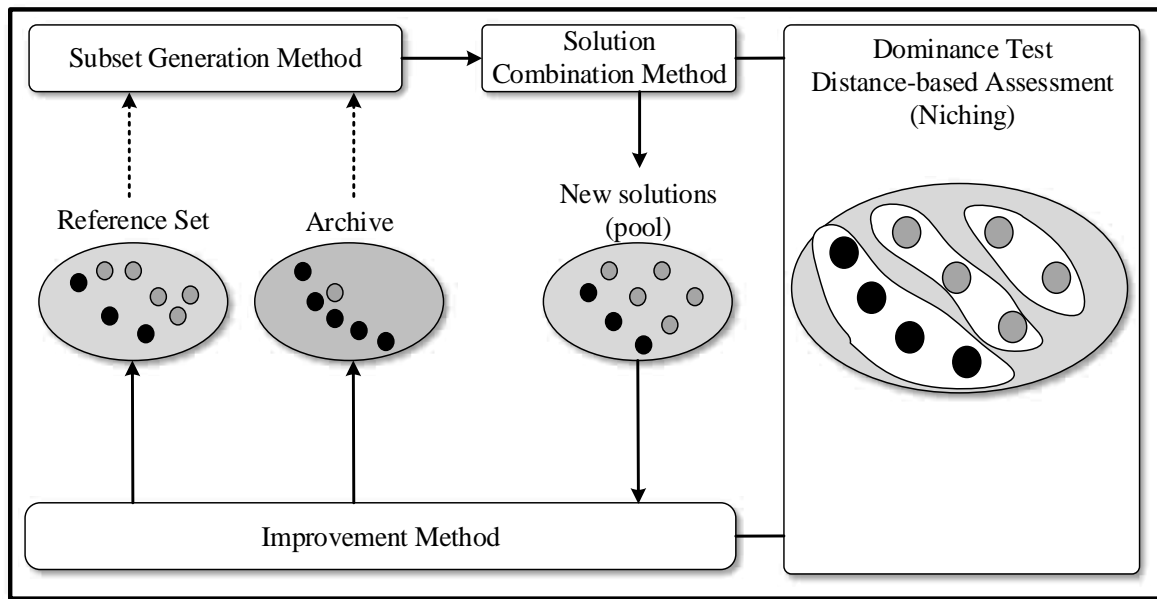 Subset Generation Method
Solution
Combination Method
Dominance Test
Distance-based Assessment
(Niching)
Reference Set
Archive
New solutions
(pool)
Improvement Method